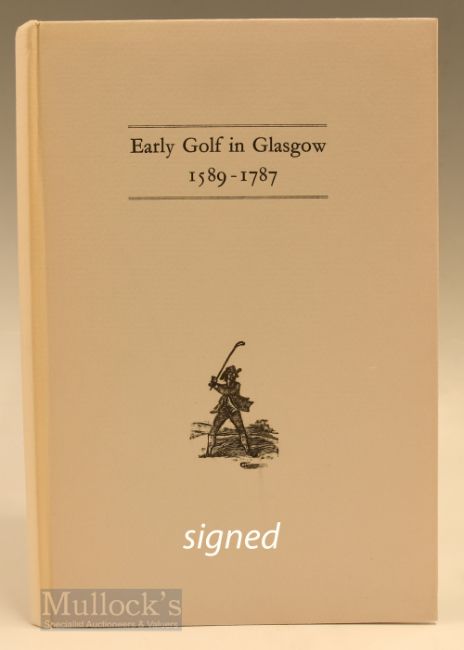 Early Golf in Glasgow
1589-1787
signed
Mullock's
Specialist Auctioneers & Valuers